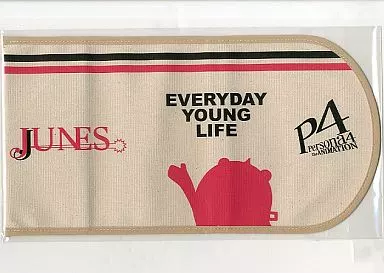 JUNES
EVERYDAY
YOUNG
LIFE
P4
Persona4
the ANIMATION